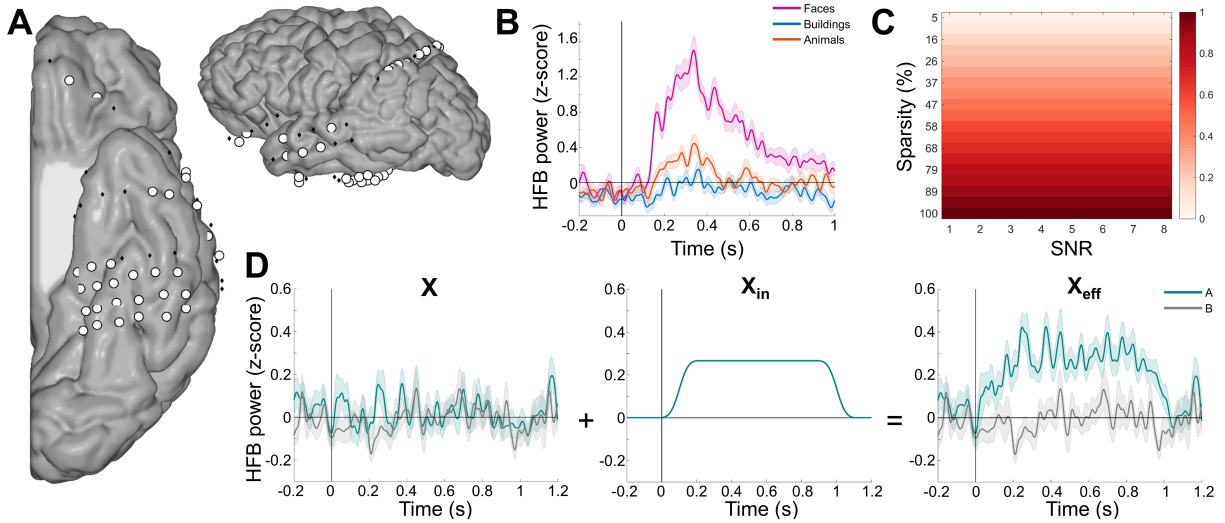 A
B
Faces
Buildings
Animals
HFB power (z-score)
1.6
1.2
0.8
0.4
0
-0.2 0 0.2 0.4 0.6 0.8 1
Time (s)
C
Sparsity (%)
5
16
26
37
47
58
68
79
89
100
1 2 3 4 5 6 7 8
SNR
1
0.8
0.6
0.4
0.2
0
D
X
HFB power (z-score)
0.6
0.4
0.2
0
-0.2
-0.2 0 0.2 0.4 0.6 0.8 1 1.2
Time (s)
+
Xin
0.6
0.4
0.2
0
-0.2
-0.2 0 0.2 0.4 0.6 0.8 1 1.2
Time (s)
=
Xeff
A
B
0.6
0.4
0.2
0
-0.2
-0.2 0 0.2 0.4 0.6 0.8 1 1.2
Time (s)